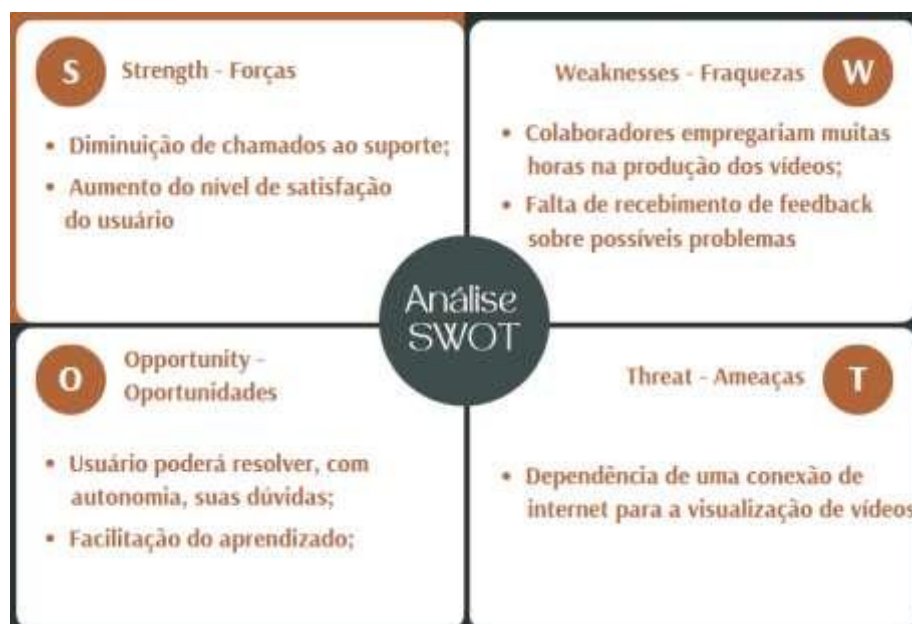 S
Strength - Forças
• Diminuição de chamados ao suporte;
• Aumento do nível de satisfação
do usuário
Weaknesses - Fraquezas
W
• Colaboradores empregariam muitas
horas na produção dos vídeos;
• Falta de recebimento de feedback
sobre possíveis problemas
Análise
SWOT
O
Opportunity -
Oportunidades
• Usuário poderá resolver, com
autonomia, suas dúvidas;
• Facilitação do aprendizado;
Threat - Ameaças
T
• Dependência de uma conexão de
internet para a visualização de vídeos